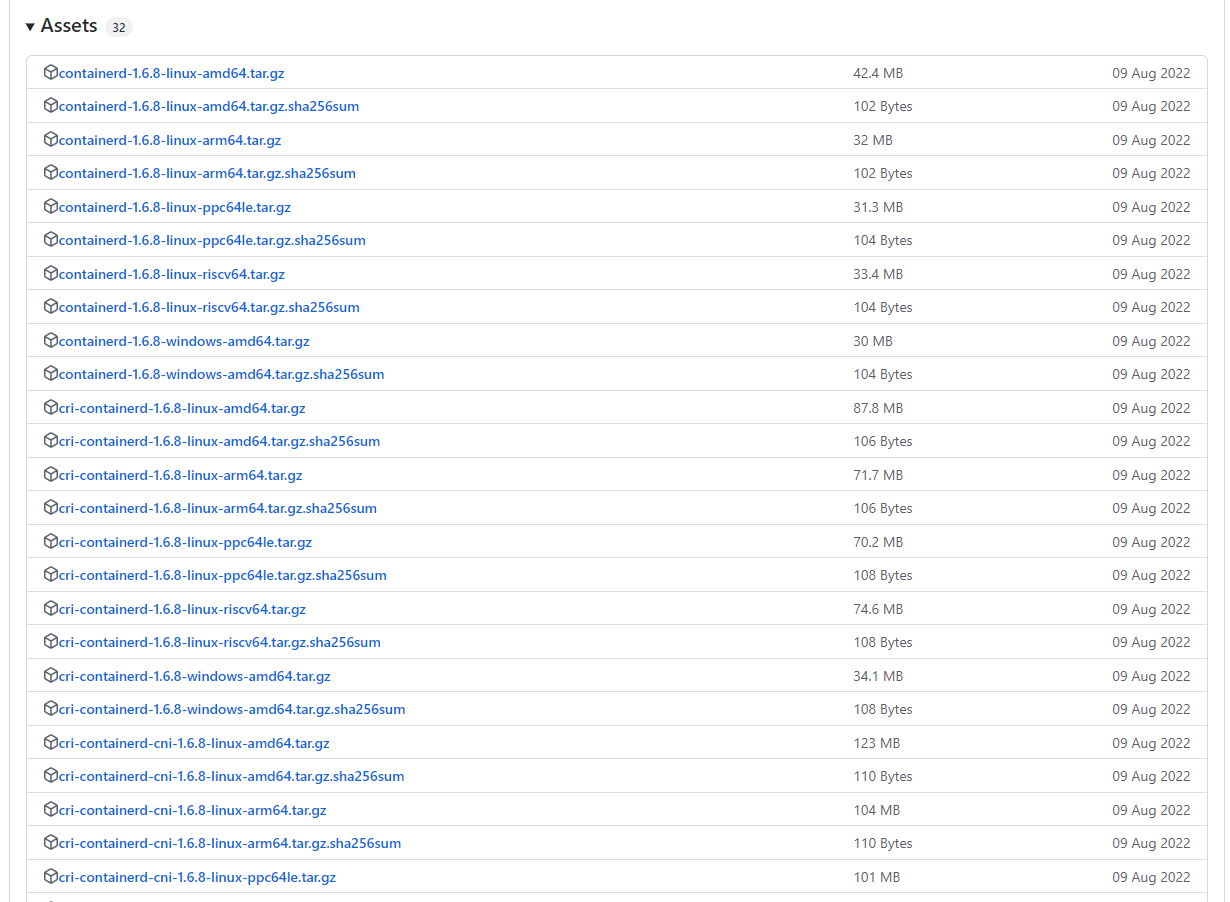 Assets 32
containerd-1.6.8-linux-amd64.tar.gz 42.4 MB 09 Aug 2022
containerd-1.6.8-linux-amd64.tar.gz.sha256sum 102 Bytes 09 Aug 2022
containerd-1.6.8-linux-arm64.tar.gz 32 MB 09 Aug 2022
containerd-1.6.8-linux-arm64.tar.gz.sha256sum 102 Bytes 09 Aug 2022
containerd-1.6.8-linux-ppc64le.tar.gz 31.3 MB 09 Aug 2022
containerd-1.6.8-linux-ppc64le.tar.gz.sha256sum 104 Bytes 09 Aug 2022
containerd-1.6.8-linux-riscv64.tar.gz 33.4 MB 09 Aug 2022
containerd-1.6.8-linux-riscv64.tar.gz.sha256sum 104 Bytes 09 Aug 2022
containerd-1.6.8-windows-amd64.tar.gz 30 MB 09 Aug 2022
containerd-1.6.8-windows-amd64.tar.gz.sha256sum 104 Bytes 09 Aug 2022
cri-containerd-1.6.8-linux-amd64.tar.gz 87.8 MB 09 Aug 2022
cri-containerd-1.6.8-linux-amd64.tar.gz.sha256sum 106 Bytes 09 Aug 2022
cri-containerd-1.6.8-linux-arm64.tar.gz 71.7 MB 09 Aug 2022
cri-containerd-1.6.8-linux-arm64.tar.gz.sha256sum 106 Bytes 09 Aug 2022
cri-containerd-1.6.8-linux-ppc64le.tar.gz 70.2 MB 09 Aug 2022
cri-containerd-1.6.8-linux-ppc64le.tar.gz.sha256sum 108 Bytes 09 Aug 2022
cri-containerd-1.6.8-linux-riscv64.tar.gz 74.6 MB 09 Aug 2022
cri-containerd-1.6.8-linux-riscv64.tar.gz.sha256sum 108 Bytes 09 Aug 2022
cri-containerd-1.6.8-windows-amd64.tar.gz 34.1 MB 09 Aug 2022
cri-containerd-1.6.8-windows-amd64.tar.gz.sha256sum 108 Bytes 09 Aug 2022
cri-containerd-cni-1.6.8-linux-amd64.tar.gz 123 MB 09 Aug 2022
cri-containerd-cni-1.6.8-linux-amd64.tar.gz.sha256sum 110 Bytes 09 Aug 2022
cri-containerd-cni-1.6.8-linux-arm64.tar.gz 104 MB 09 Aug 2022
cri-containerd-cni-1.6.8-linux-arm64.tar.gz.sha256sum 110 Bytes 09 Aug 2022
cri-containerd-cni-1.6.8-linux-ppc64le.tar.gz 101 MB 09 Aug 2022